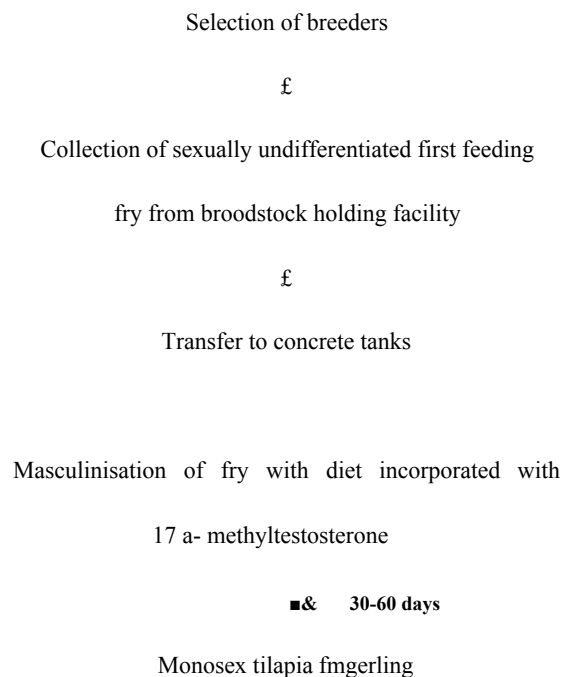 Selection of breeders
£
Collection of sexually undifferentiated first feeding
fry from broodstock holding facility
£
Transfer to concrete tanks
Masculinisation of fry with diet incorporated with
17 a- methyltestosterone
■& 30-60 days
Monosex tilapia fmgerling